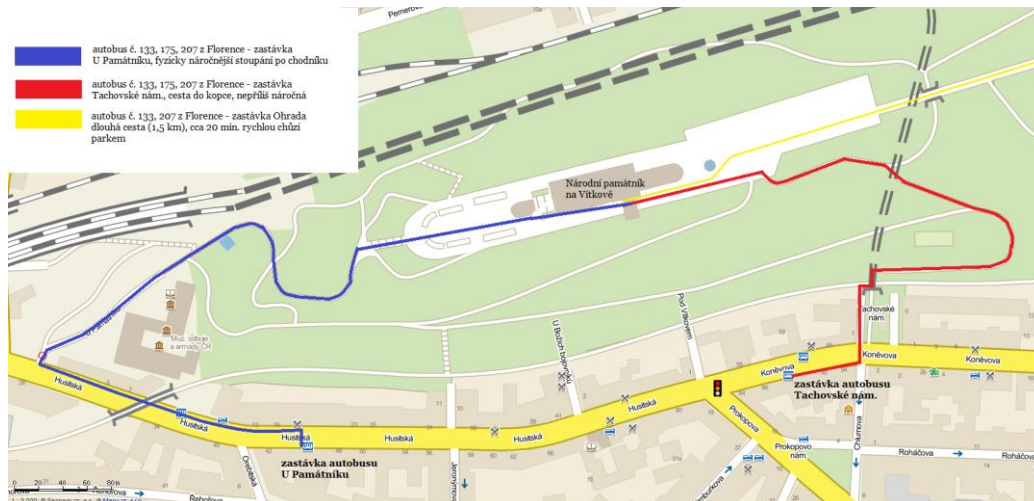 Perneřova
autobus č. 133, 175, 207 z Florence - zastávka
U Památníku, fyzicky náročnější stoupání po chodníku
autobus č. 133, 175, 207 z Florence - zastávka
Tachovské nám., cesta do kopce, nepříliš náročná
autobus č. 133, 207 z Florence - zastávka Ohrada
dlouhá cesta (1,5 km), cca 20 min. rychlou chůzí
parkem
Národní památník
na Vítkově
U Památníku
Muz. odboje
a armády ČR
Tachovské
nám.
Pod Vítkovem
U Božích bojovníků
Koněvova
Koněvova
Koněvova
zastávka autobusu
Tachovské nám.
Husitská
Husitská
Husitská
Husitská
Husitská
zastávka autobusu
U Památníku
Prokopova
Prokopovo
nám.
Chlumova
Roháčova
Roháčova
Orebitská
Jeronýmova
Řehořova
0 20 40 60 80 m